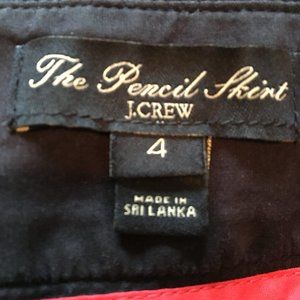 The Pencil Skirt
J.CREW
4
MADE IN
SRI LANKA